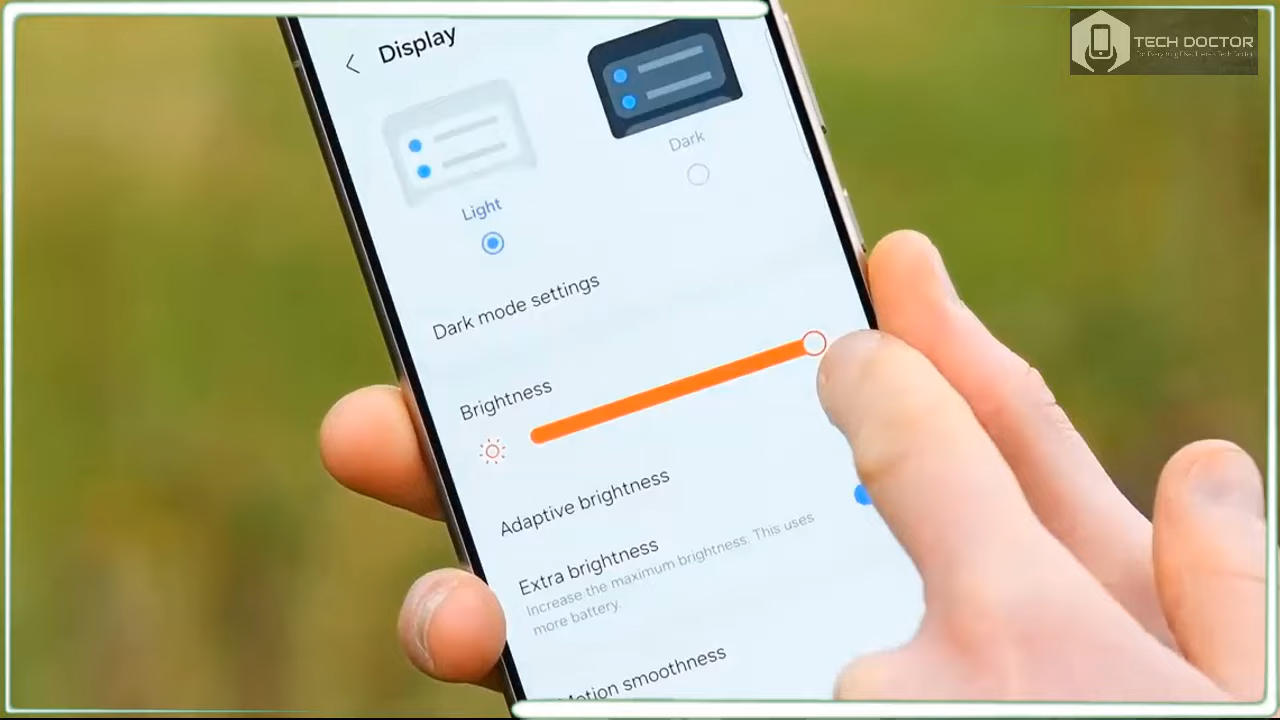 TECH DOCTOR
Display
Light
Dark
Dark mode settings
Brightness
Adaptive brightness
Extra brightness
Increase the maximum brightness. This uses
more battery.
Motion smoothness